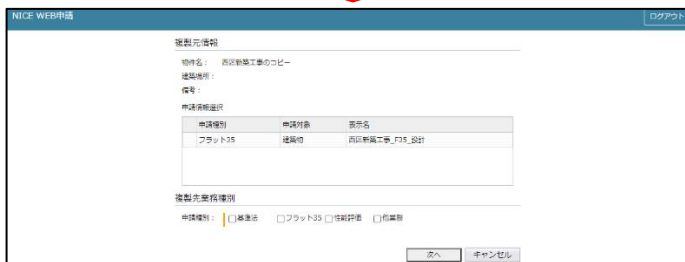 NICE WEB申請
ログアウト
複製元情報
物件名： 西区新築工事のコピー
建築場所：
備考：
申請情報選択
申請種別 申請対象 表示名
フラット35 建築物 西区新築工事_F35_設計
複製先業務種別
申請種別： 基準法 フラット35 性能評価 他業務
次へ キャンセル